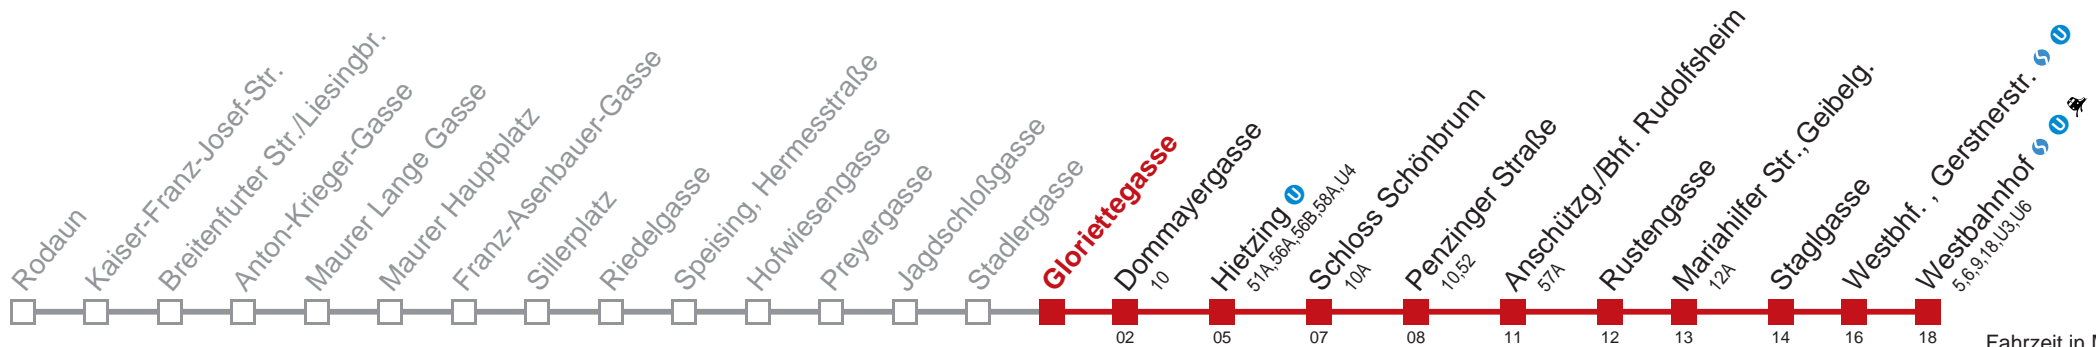 Rodaun
Kaiser-Franz-Josef-Str.
Breitenfurter Str./Liesingbr.
Anton-Krieger-Gasse
Maurer Lange Gasse
Maurer Hauptplatz
Franz-Asenbauer-Gasse
Sillerplatz
Riedelgasse
Speising, Hermesstraße
Hofwiesengasse
Preyergasse
Jagdschloßgasse
Stadlergasse
Gloriettegasse
Dommayergasse
10
Hietzing U
51A,56A,56B,58A,U4
Schloss Schönbrunn
10A
Penzinger Straße
10,52
Anschützg./Bhf. Rudolfsheim
57A
Rustengasse
Mariahilfer Str.,Geibelg.
12A
Staglgasse
Westbhf. , Gerstnerstr. S U
Westbahnhof S U
5,6,9,18,U3,U6
02 05 07 08 11 12 13 14 16 18
Fahrzeit in